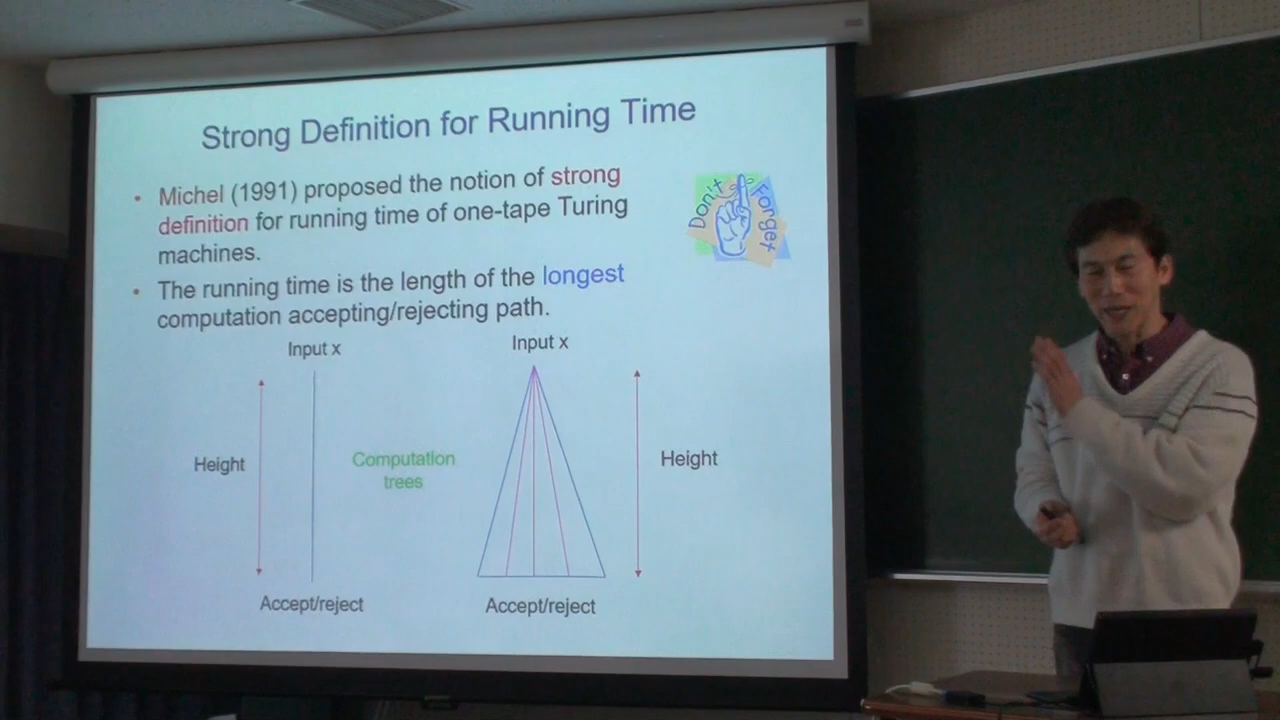 Strong Definition for Running Time
• Michel (1991) proposed the notion of strong
definition for running time of one-tape Turing
machines.
• The running time is the length of the longest
computation accepting/rejecting path.
Don't
Forget
Input x
Input x
Height
Computation
trees
Height
Accept/reject
Accept/reject